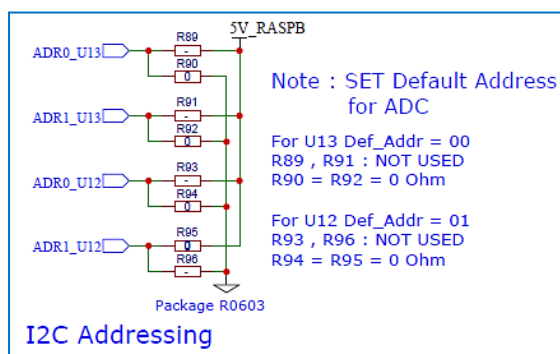 5V_RASPB
R89
ADR0_U13
-
R90
0
R91
ADR1_U13
-
R92
0
R93
ADR0_U12
-
R94
0
R95
ADR1_U12
0
R96
-
Package R0603
Note : SET Default Address
for ADC
For U13 Def_Addr = 00
R89 , R91 : NOT USED
R90 = R92 = 0 Ohm
For U12 Def_Addr = 01
R93 , R96 : NOT USED
R94 = R95 = 0 Ohm
I2C Addressing